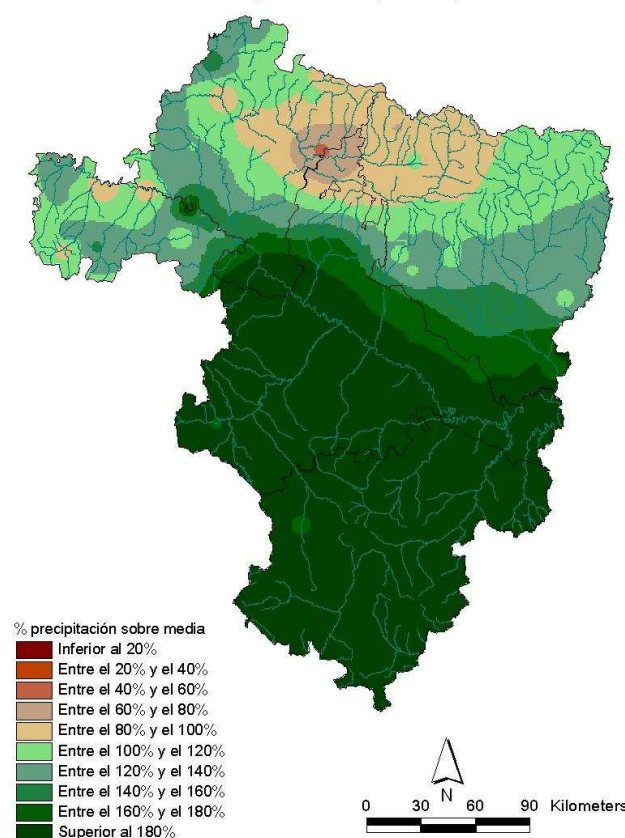 % precipitación sobre media
Inferior al 20%
Entre el 20% y el 40%
Entre el 40% y el 60%
Entre el 60% y el 80%
Entre el 80% y el 100%
Entre el 100% y el 120%
Entre el 120% y el 140%
Entre el 140% y el 160%
Entre el 160% y el 180%
Superior al 180%
N
0 30 60 90 Kilometers